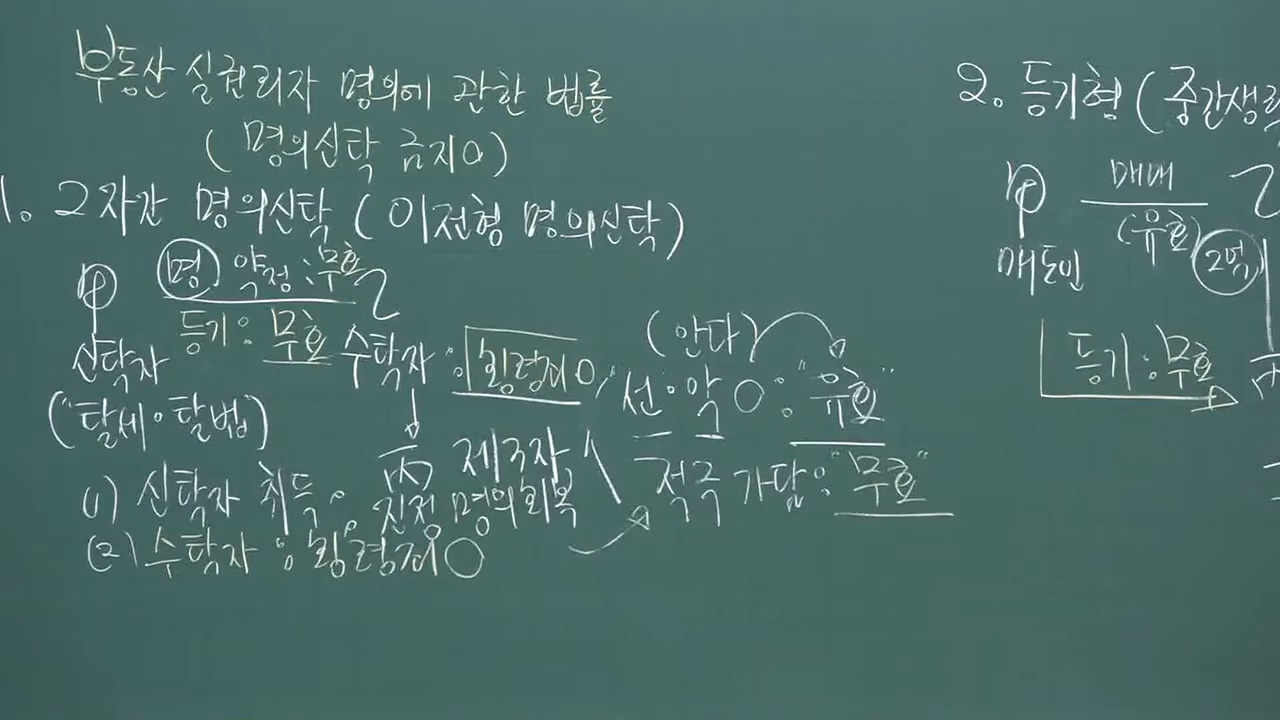 부동산 실권리자 명의에 관한 법률
(명의신탁 금지 O)
1. 2자간 명의신탁 (이전형 명의신탁)
명 약정 : 무효
甲 乙
등기 : 무효
신탁자
수탁자 : 횡령죄 O
("탈세·탈법)
(안다)
선·악 O : "유효"
丙 제3자
적극 가담 : "무효"
(1) 신탁자 취득 : 진정 명의회복
(2) 수탁자 : 횡령죄 O
2. 등기형 (중간생략
甲 매매 乙
(유효)
매도인
2억
등기 : 무효
丙